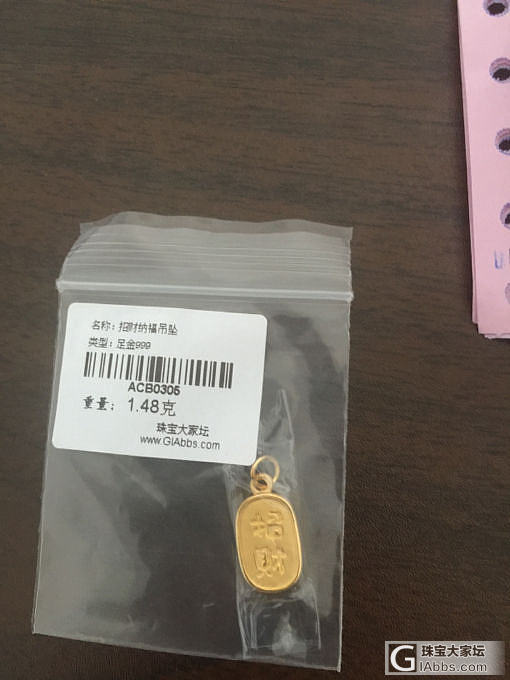 名称：招财纳福吊坠
类型：足金999
ACB0305
重量：1.48克
珠宝大家坛
www.GIAbbs.com
招
财
珠宝大家坛
GIAbbs.com